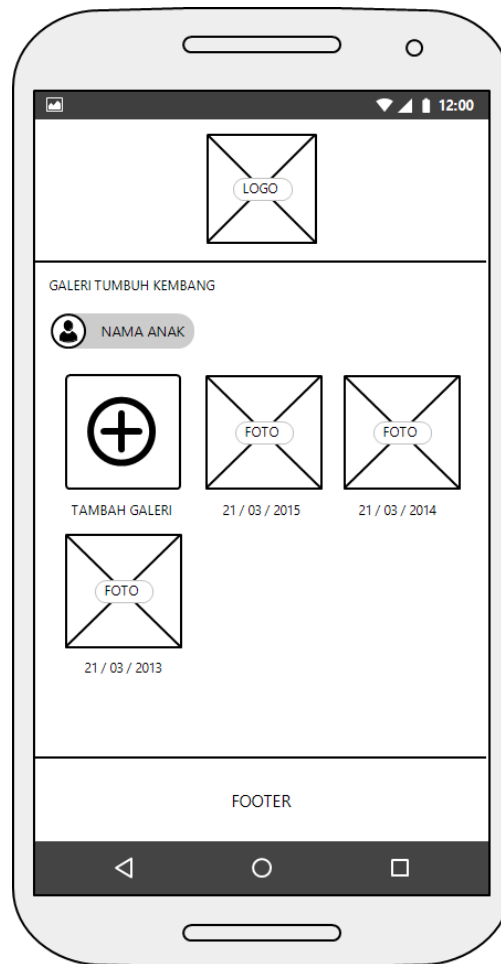 12:00
LOGO
GALERI TUMBUH KEMBANG
NAMA ANAK
FOTO
FOTO
TAMBAH GALERI
21 / 03 / 2015
21 / 03 / 2014
FOTO
21 / 03 / 2013
FOOTER